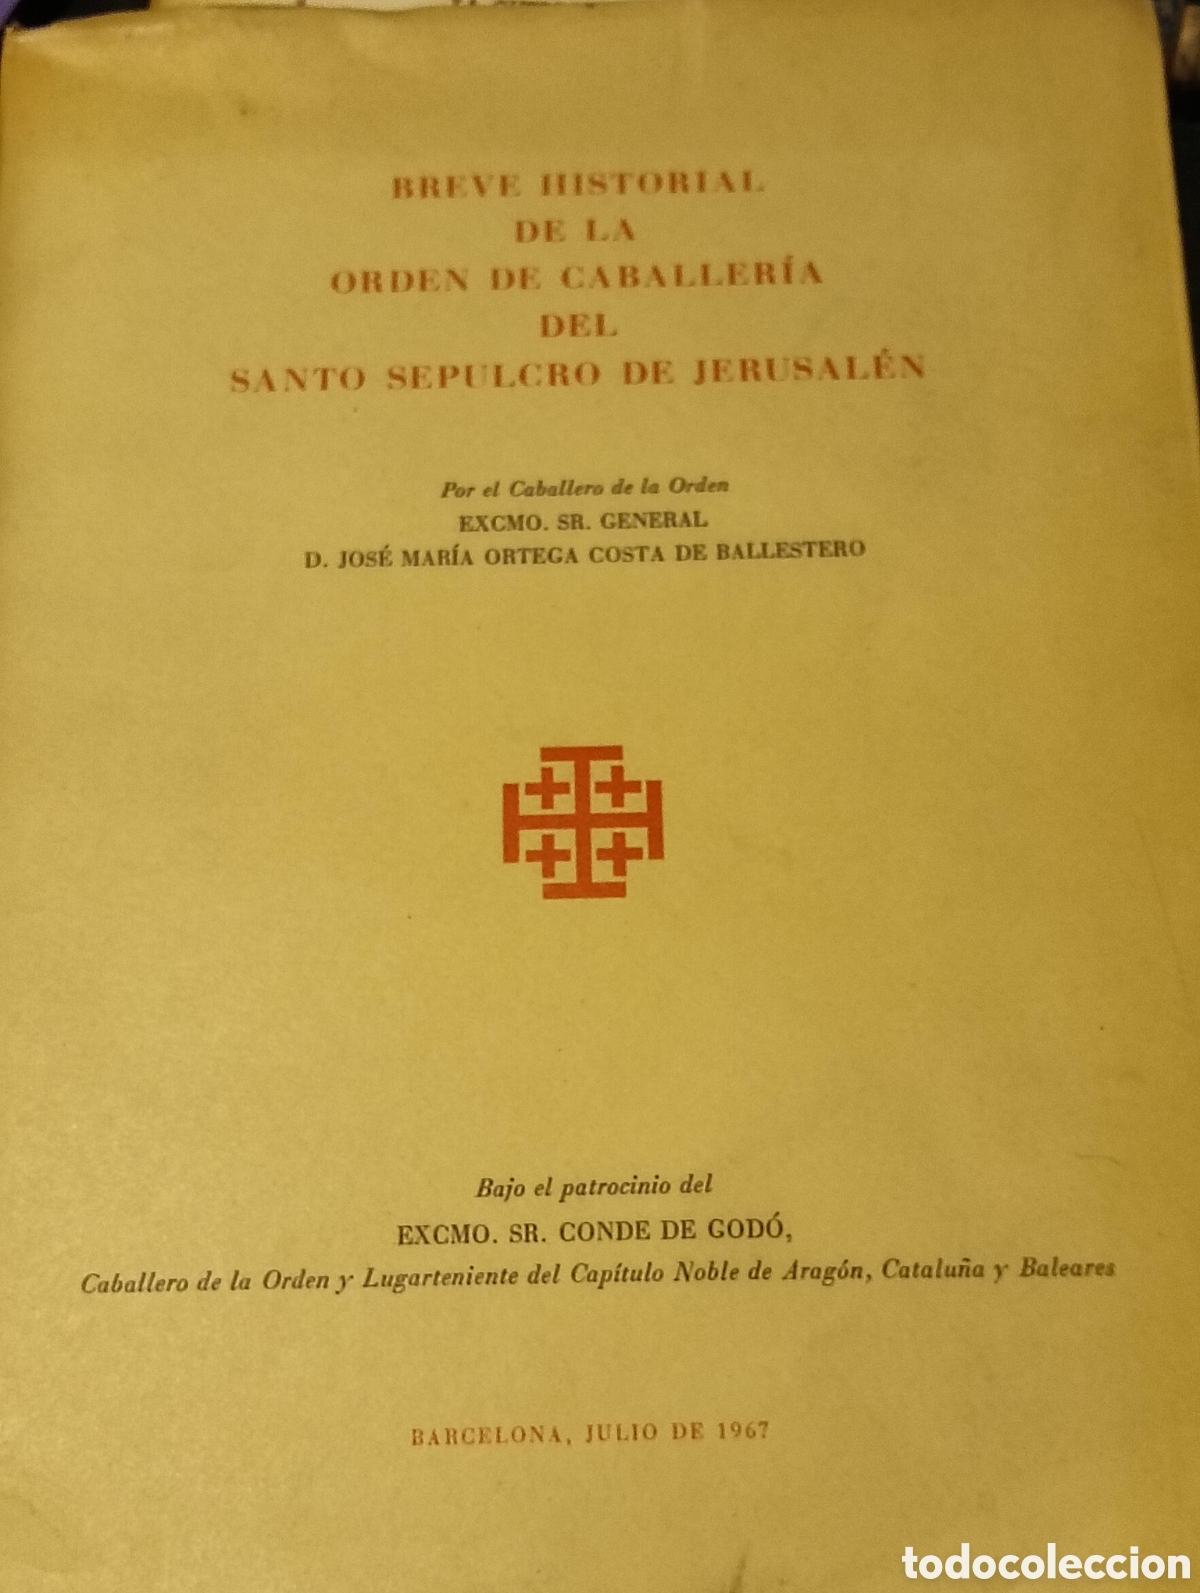 BREVE HISTORIAL
DE LA
ORDEN DE CABALLERÍA
DEL
SANTO SEPULCRO DE JERUSALÉN
Por el Caballero de la Orden
EXCMO. SR. GENERAL
D. JOSÉ MARÍA ORTEGA COSTA DE BALLESTERO
Bajo el patrocinio del
EXCMO. SR. CONDE DE GODÓ,
Caballero de la Orden y Lugarteniente del Capítulo Noble de Aragón, Cataluña y Baleares
BARCELONA, JULIO DE 1967
todocoleccion